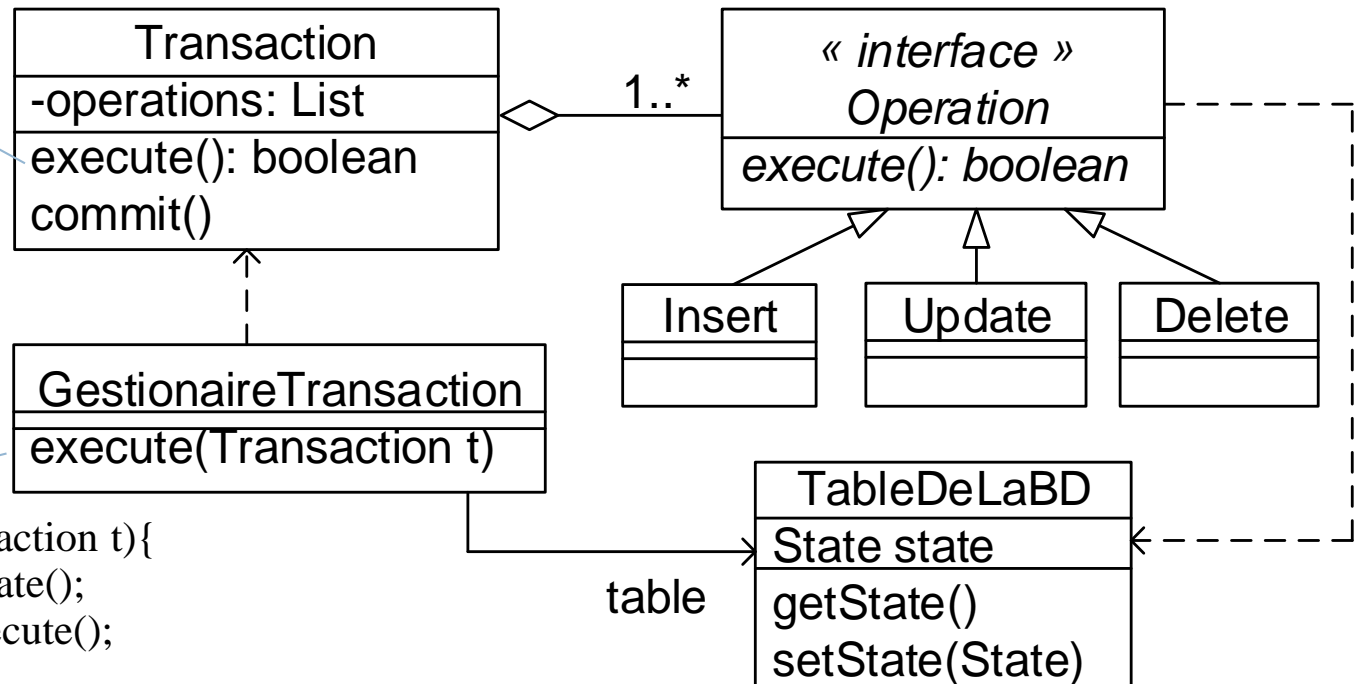 Transaction
-operations: List
execute(): boolean
commit()
1..*
« interface »
Operation
execute(): boolean
Insert
Update
Delete
GestionaireTransaction
execute(Transaction t)
table
TableDeLaBD
State state
getState()
setState(State)
action t){
ate();
cute();